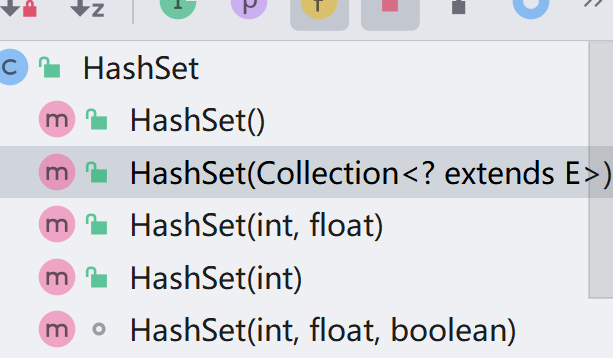 z
I p f
C HashSet
m HashSet()
m HashSet(Collection<? extends E>)
m HashSet(int, float)
m HashSet(int)
m HashSet(int, float, boolean)